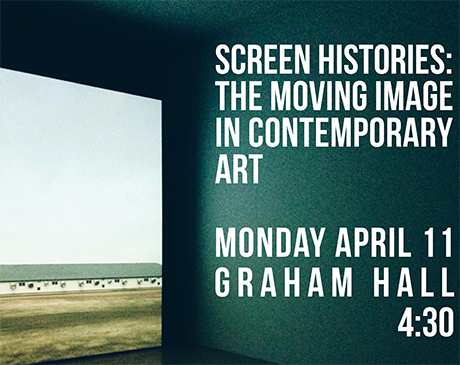 SCREEN HISTORIES:
THE MOVING IMAGE
IN CONTEMPORARY
ART
MONDAY APRIL 11
GRAHAM HALL
4:30